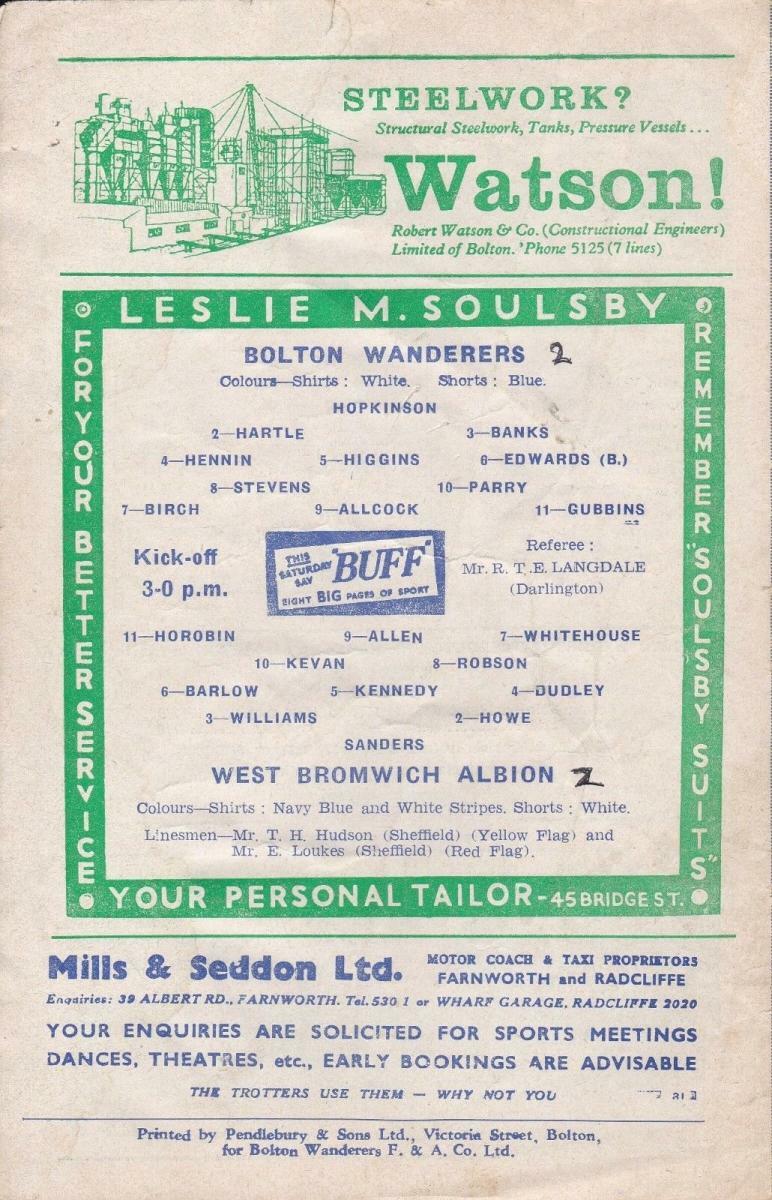 STEELWORK?
Structural Steelwork, Tanks, Pressure Vessels...
Watson!
Robert Watson & Co. (Constructional Engineers)
Limited of Bolton. 'Phone 5125 (7 lines)
LESLIE M. SOULSBY
FOR YOUR BETTER SERVICE
REMEMBER "SOULSBY SUITS"
BOLTON WANDERERS 2
Colours—Shirts : White. Shorts : Blue.
HOPKINSON
2—HARTLE 3—BANKS
4—HENNIN 5—HIGGINS 6—EDWARDS (B.)
8—STEVENS 10—PARRY
7—BIRCH 9—ALLCOCK 11—GUBBINS
Kick-off
3-0 p.m.
THIS
SATURDAY
SAY
"BUFF"
EIGHT BIG PAGES OF SPORT
Referee :
Mr. R. T. E. LANGDALE
(Darlington)
11—HOROBIN 9—ALLEN 7—WHITEHOUSE
10—KEVAN 8—ROBSON
6—BARLOW 5—KENNEDY 4—DUDLEY
3—WILLIAMS 2—HOWE
SANDERS
WEST BROMWICH ALBION 2
Colours—Shirts : Navy Blue and White Stripes. Shorts : White.
Linesmen—Mr. T. H. Hudson (Sheffield) (Yellow Flag) and
Mr. E. Loukes (Sheffield) (Red Flag).
YOUR PERSONAL TAILOR - 45 BRIDGE ST.
Mills & Seddon Ltd.
MOTOR COACH & TAXI PROPRIETORS
FARNWORTH and RADCLIFFE
Enquiries: 39 ALBERT RD., FARNWORTH. Tel. 530 1 or WHARF GARAGE, RADCLIFFE 2020
YOUR ENQUIRIES ARE SOLICITED FOR SPORTS MEETINGS
DANCES, THEATRES, etc., EARLY BOOKINGS ARE ADVISABLE
THE TROTTERS USE THEM — WHY NOT YOU
Printed by Pendlebury & Sons Ltd., Victoria Street, Bolton,
for Bolton Wanderers F. & A. Co. Ltd.